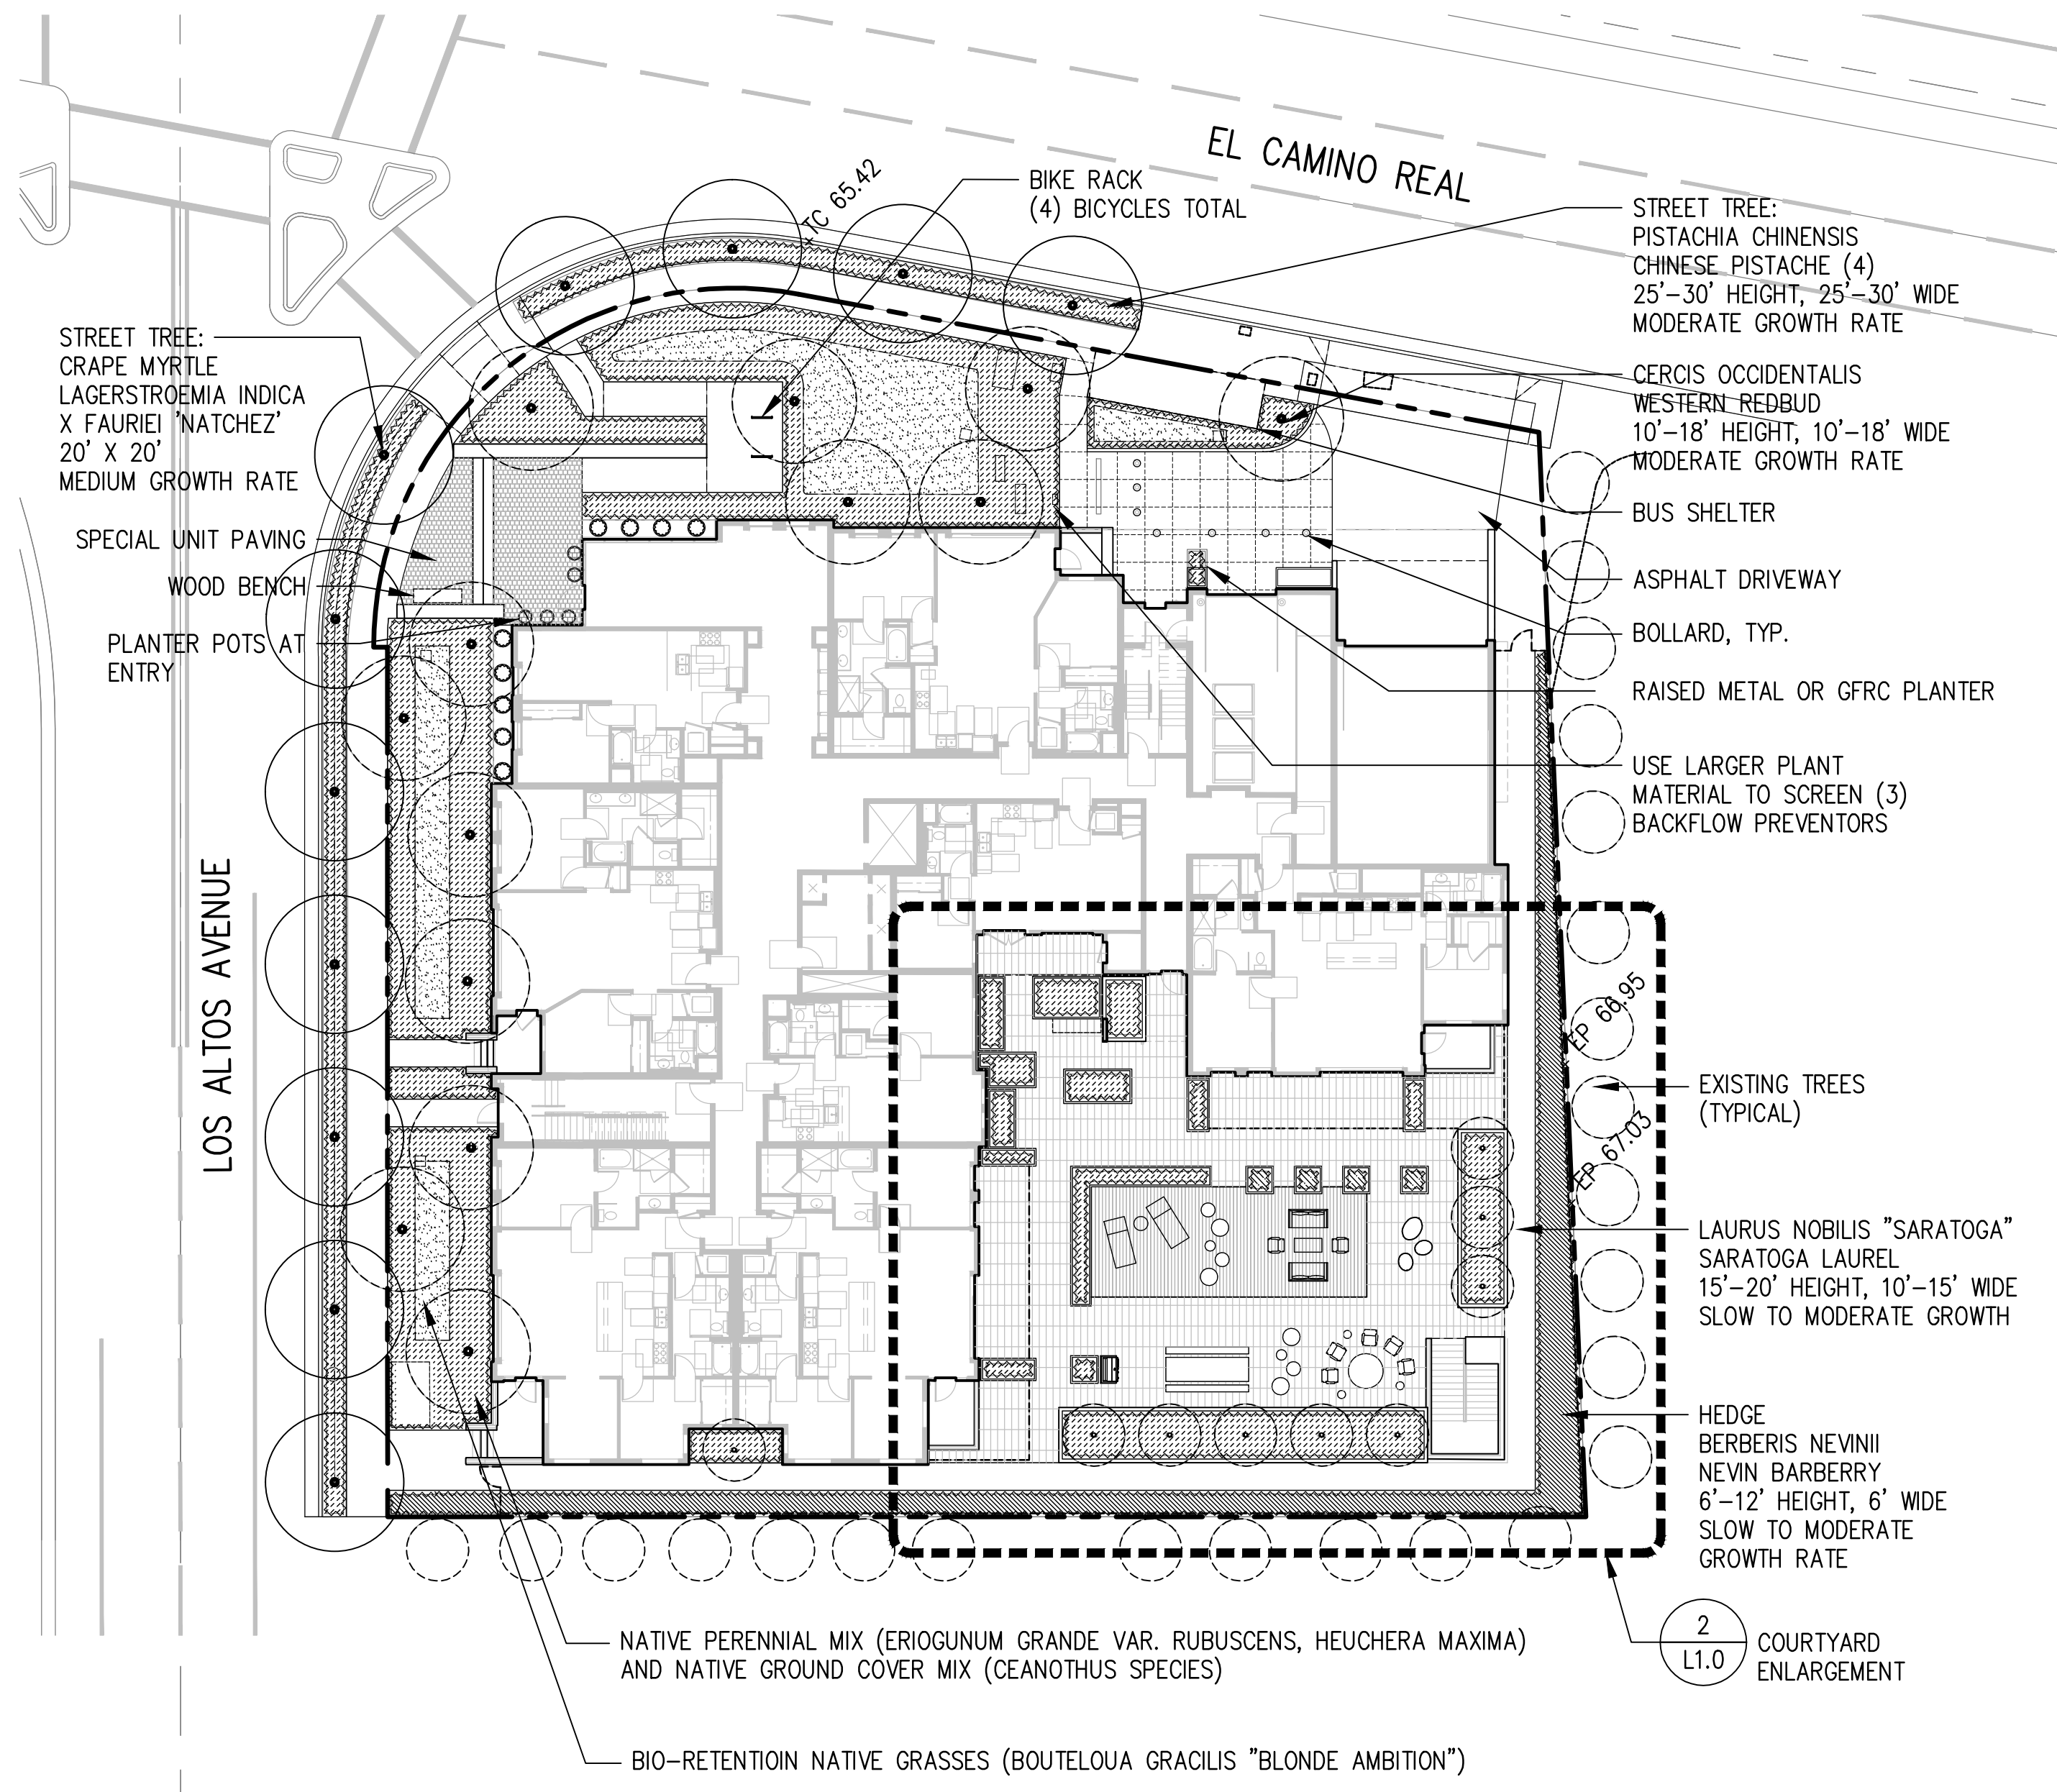 EL CAMINO REAL
+TC 65.42
BIKE RACK
(4) BICYCLES TOTAL
STREET TREE:
PISTACHIA CHINENSIS
CHINESE PISTACHE (4)
25'-30' HEIGHT, 25'-30' WIDE
MODERATE GROWTH RATE
CERCIS OCCIDENTALIS
WESTERN REDBUD
10'-18' HEIGHT, 10'-18' WIDE
MODERATE GROWTH RATE
BUS SHELTER
ASPHALT DRIVEWAY
BOLLARD, TYP.
RAISED METAL OR GFRC PLANTER
USE LARGER PLANT
MATERIAL TO SCREEN (3)
BACKFLOW PREVENTORS
STREET TREE:
CRAPE MYRTLE
LAGERSTROEMIA INDICA
X FAURIEI 'NATCHEZ'
20' X 20'
MEDIUM GROWTH RATE
SPECIAL UNIT PAVING
WOOD BENCH
PLANTER POTS AT
ENTRY
LOS ALTOS AVENUE
EP 66.95
EP 67.03
EXISTING TREES
(TYPICAL)
LAURUS NOBILIS "SARATOGA"
SARATOGA LAUREL
15'-20' HEIGHT, 10'-15' WIDE
SLOW TO MODERATE GROWTH
HEDGE
BERBERIS NEVINII
NEVIN BARBERRY
6'-12' HEIGHT, 6' WIDE
SLOW TO MODERATE
GROWTH RATE
2
L1.0
COURTYARD
ENLARGEMENT
NATIVE PERENNIAL MIX (ERIOGUNUM GRANDE VAR. RUBUSCENS, HEUCHERA MAXIMA)
AND NATIVE GROUND COVER MIX (CEANOTHUS SPECIES)
BIO-RETENTIOIN NATIVE GRASSES (BOUTELOUA GRACILIS "BLONDE AMBITION")